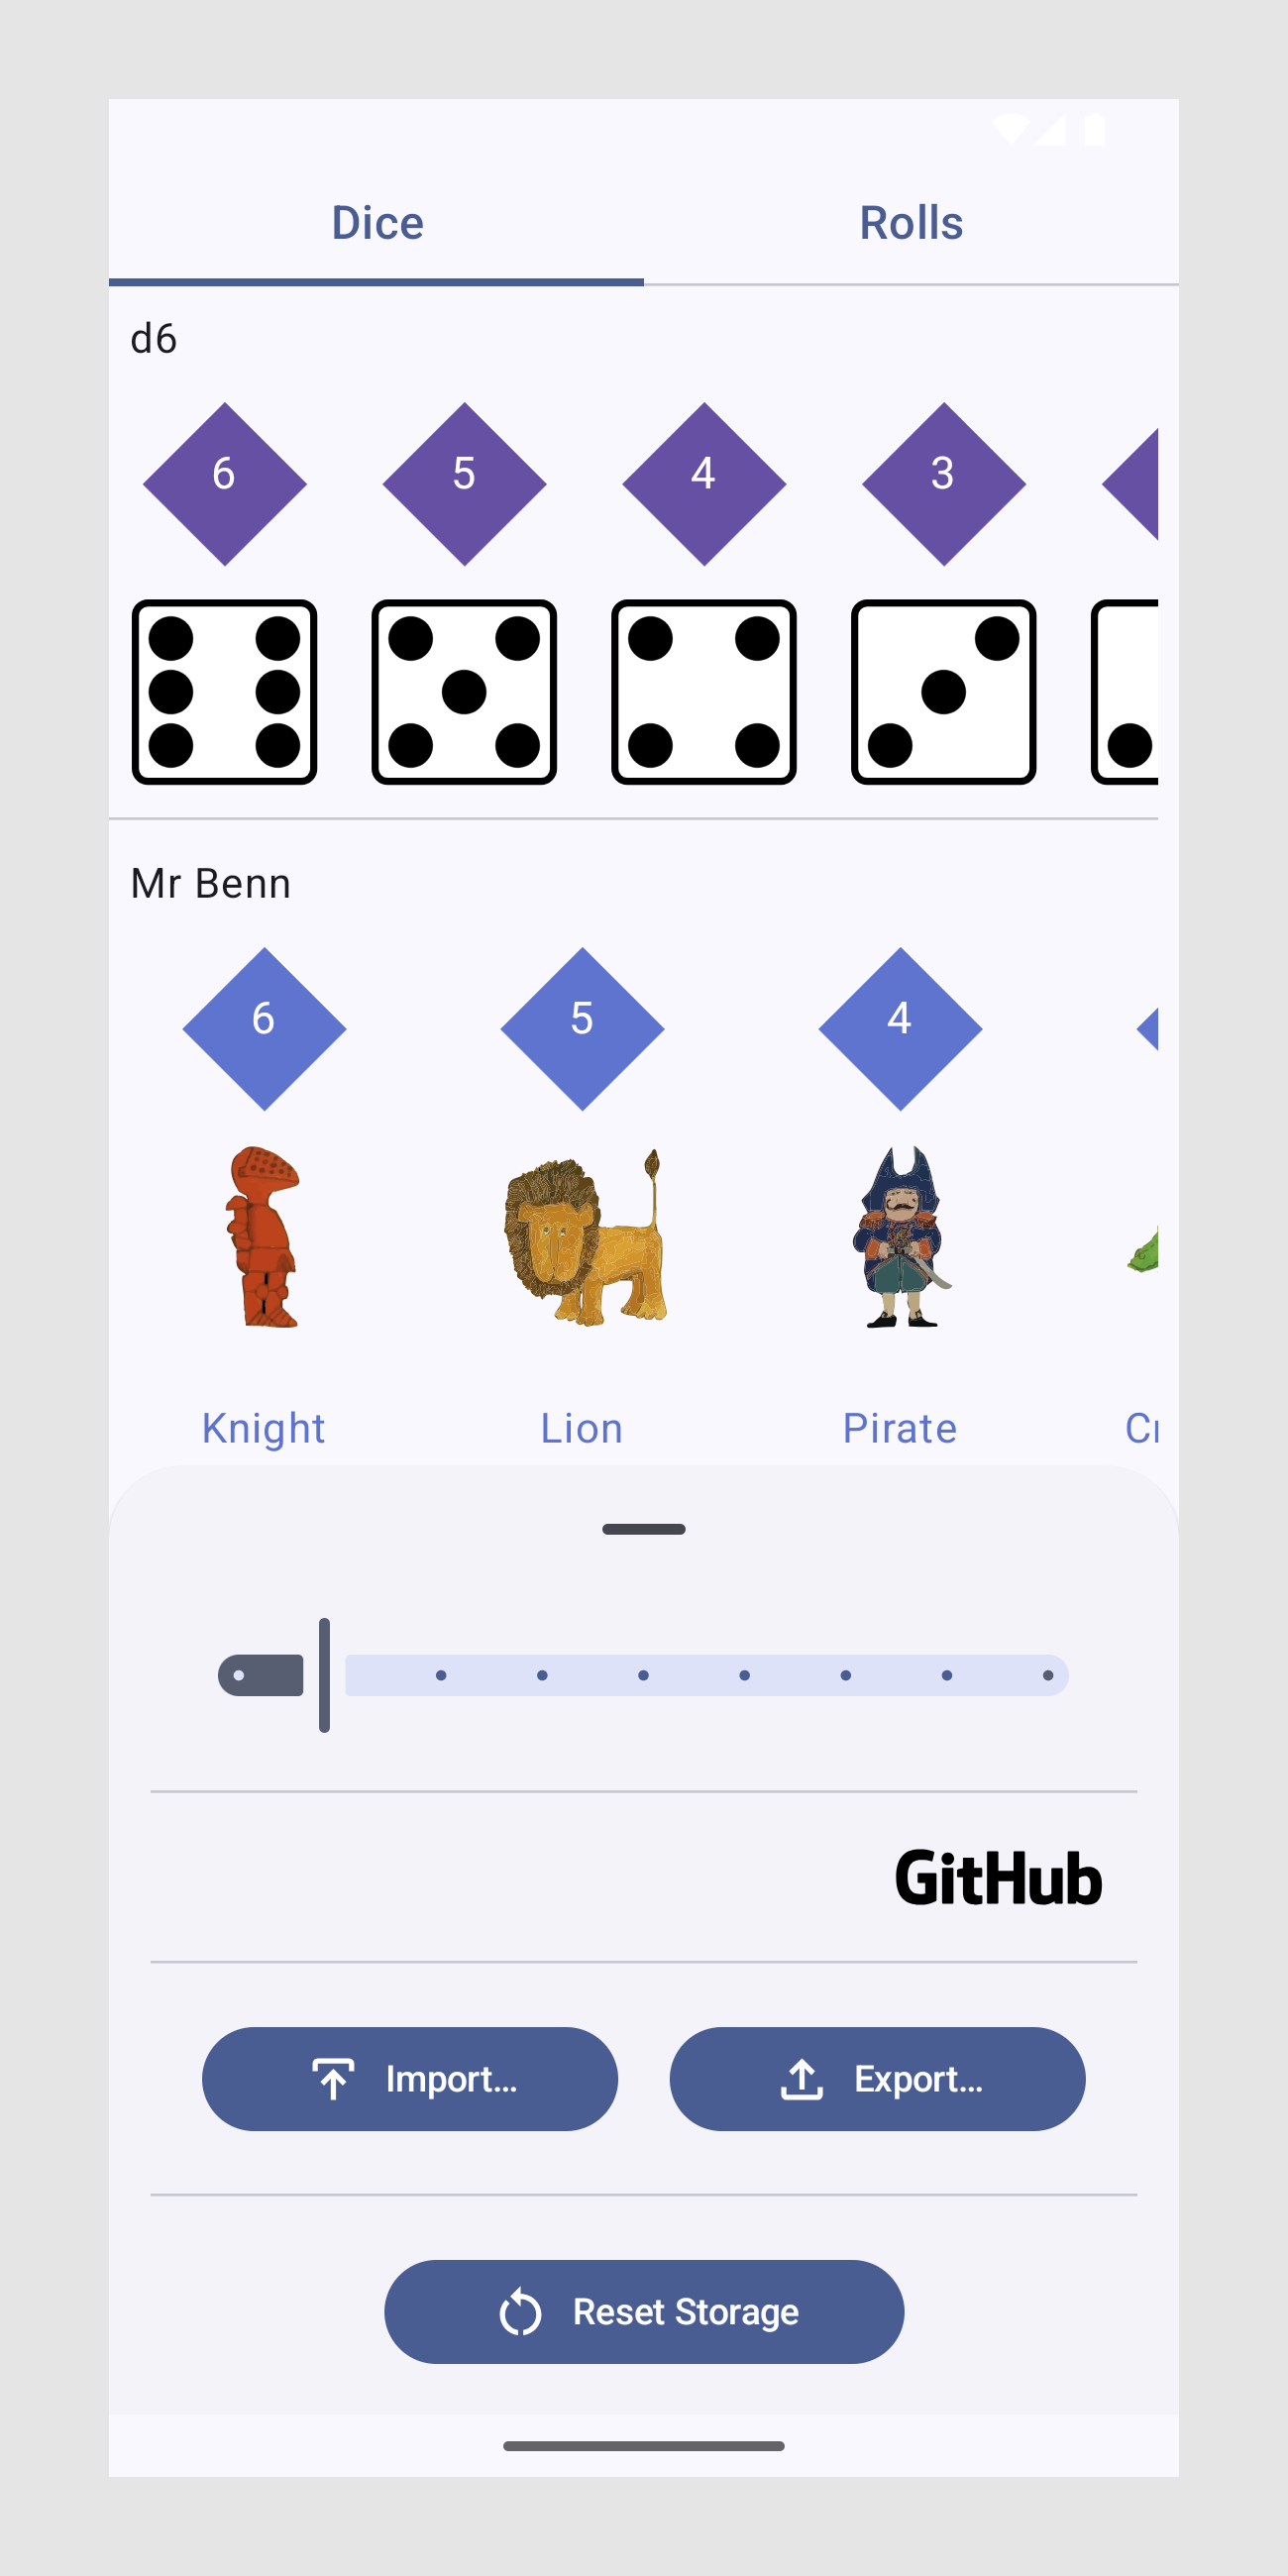 Dice Rolls
d6
6 5 4 3
Mr Benn
6 5 4
Knight Lion Pirate
GitHub
Import... Export...
Reset Storage